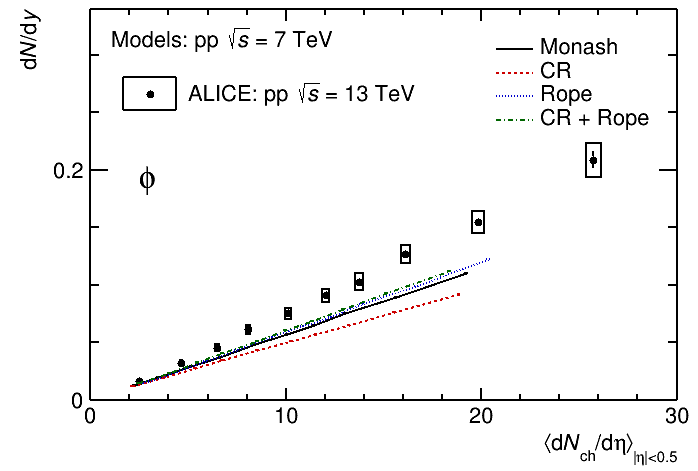 dN/dy
Models: pp √s = 7 TeV
ALICE: pp √s = 13 TeV
Monash
CR
Rope
CR + Rope
ϕ
0.2
0
0 10 20 30
⟨dN_ch/dη⟩_|η|<0.5